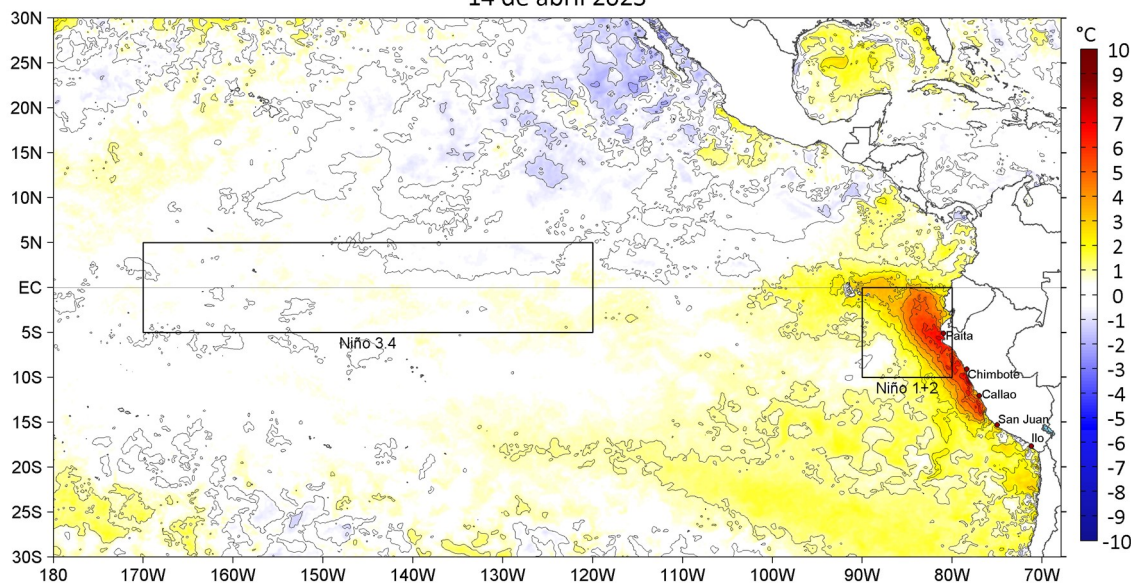 14 de abril 2023
°C
30N
25N
20N
15N
10N
5N
EC
5S
10S
15S
20S
25S
30S
Niño 3.4
Niño 1+2
Paita
Chimbote
Callao
San Juan
Ilo
10
9
8
7
6
5
4
3
2
1
0
-1
-2
-3
-4
-5
-6
-7
-8
-9
-10
180 170W 160W 150W 140W 130W 120W 110W 100W 90W 80W 70W